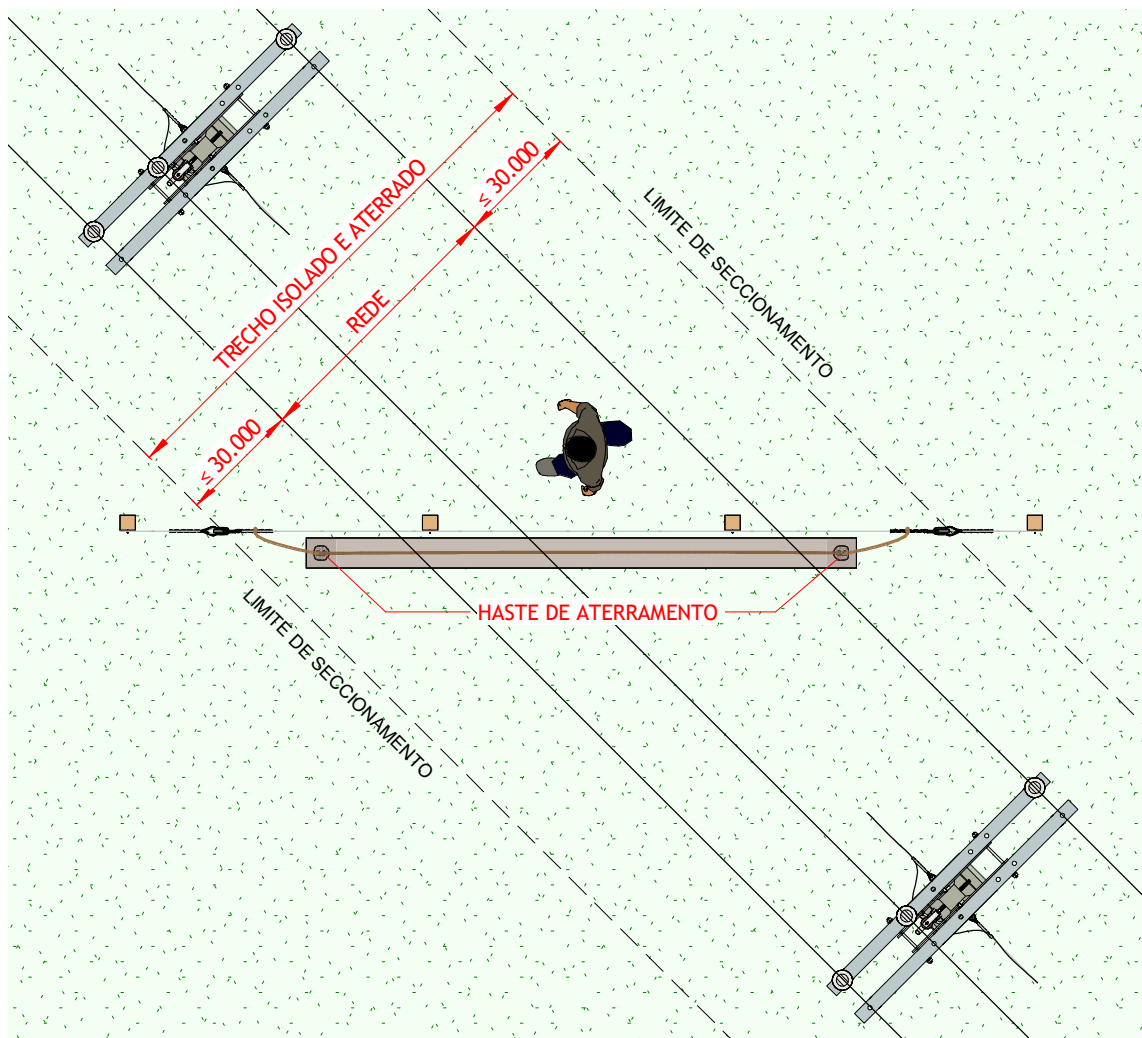 ≤ 30.000
TRECHO ISOLADO E ATERRADO
REDE
LIMITE DE SECCIONAMENTO
≤ 30.000
HASTE DE ATERRAMENTO
LIMITE DE SECCIONAMENTO